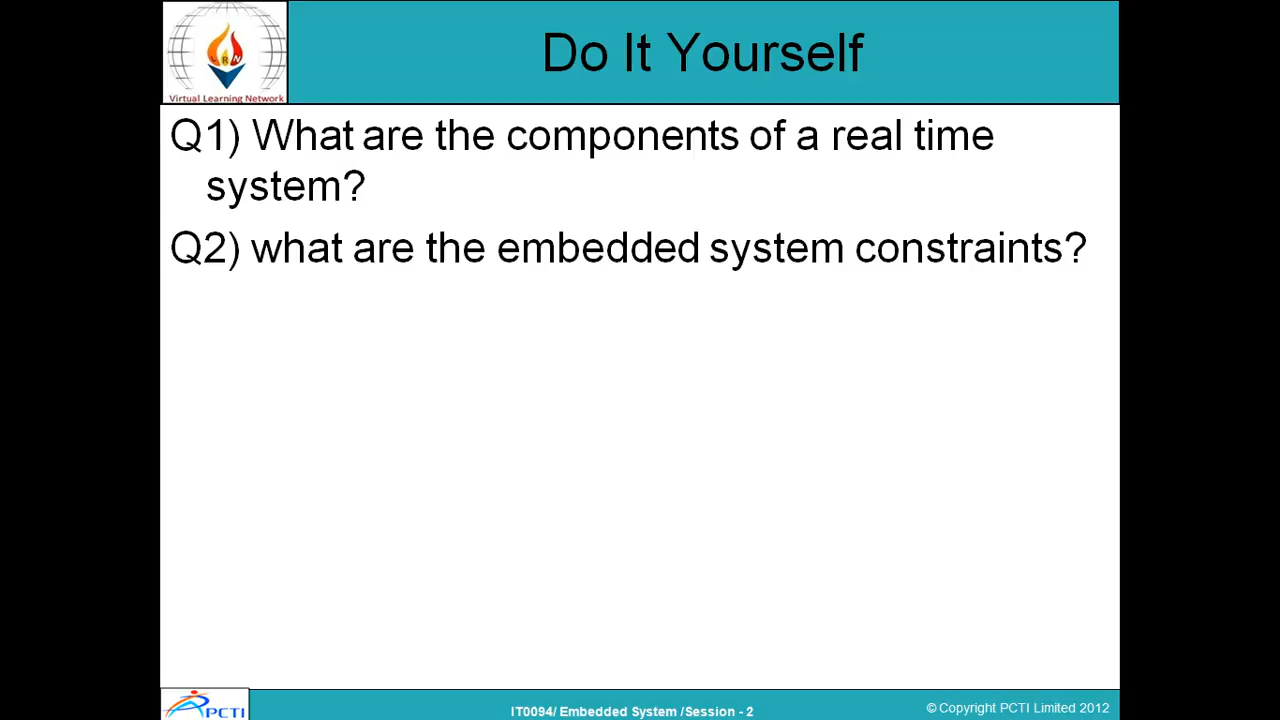 Do It Yourself
Virtual Learning Network
Q1) What are the components of a real time
system?
Q2) what are the embedded system constraints?
PCTI
IT0094/ Embedded System /Session - 2
© Copyright PCTI Limited 2012